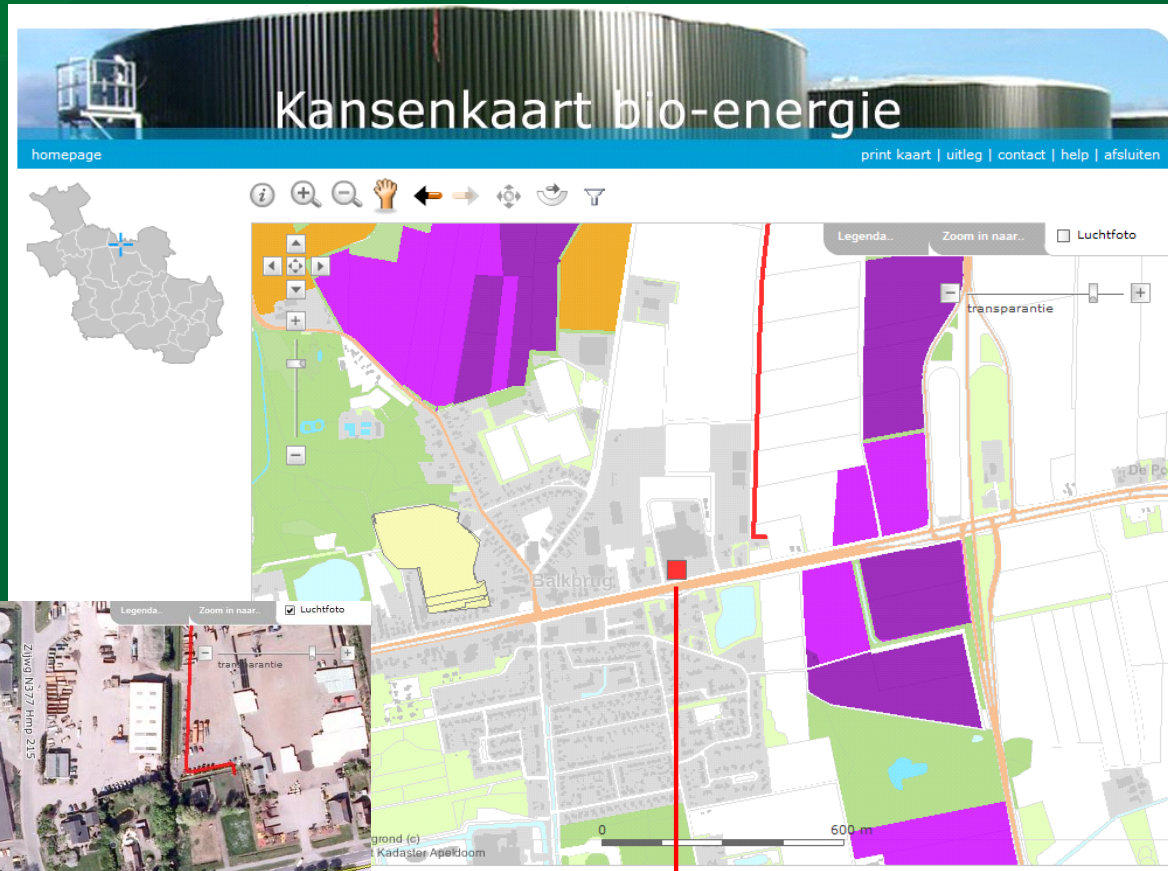 Kansenkaart bio-energie
homepage
print kaart | uitleg | contact | help | afsluiten
Legenda..
Zoom in naar..
Luchtfoto
transparantie
De Po
Balkbrug
Legenda..
Zoom in naar..
Luchtfoto
transparantie
Zijwg N377 Hmp 215
0
600 m
grond (c)
t Kadaster Apeldoorn